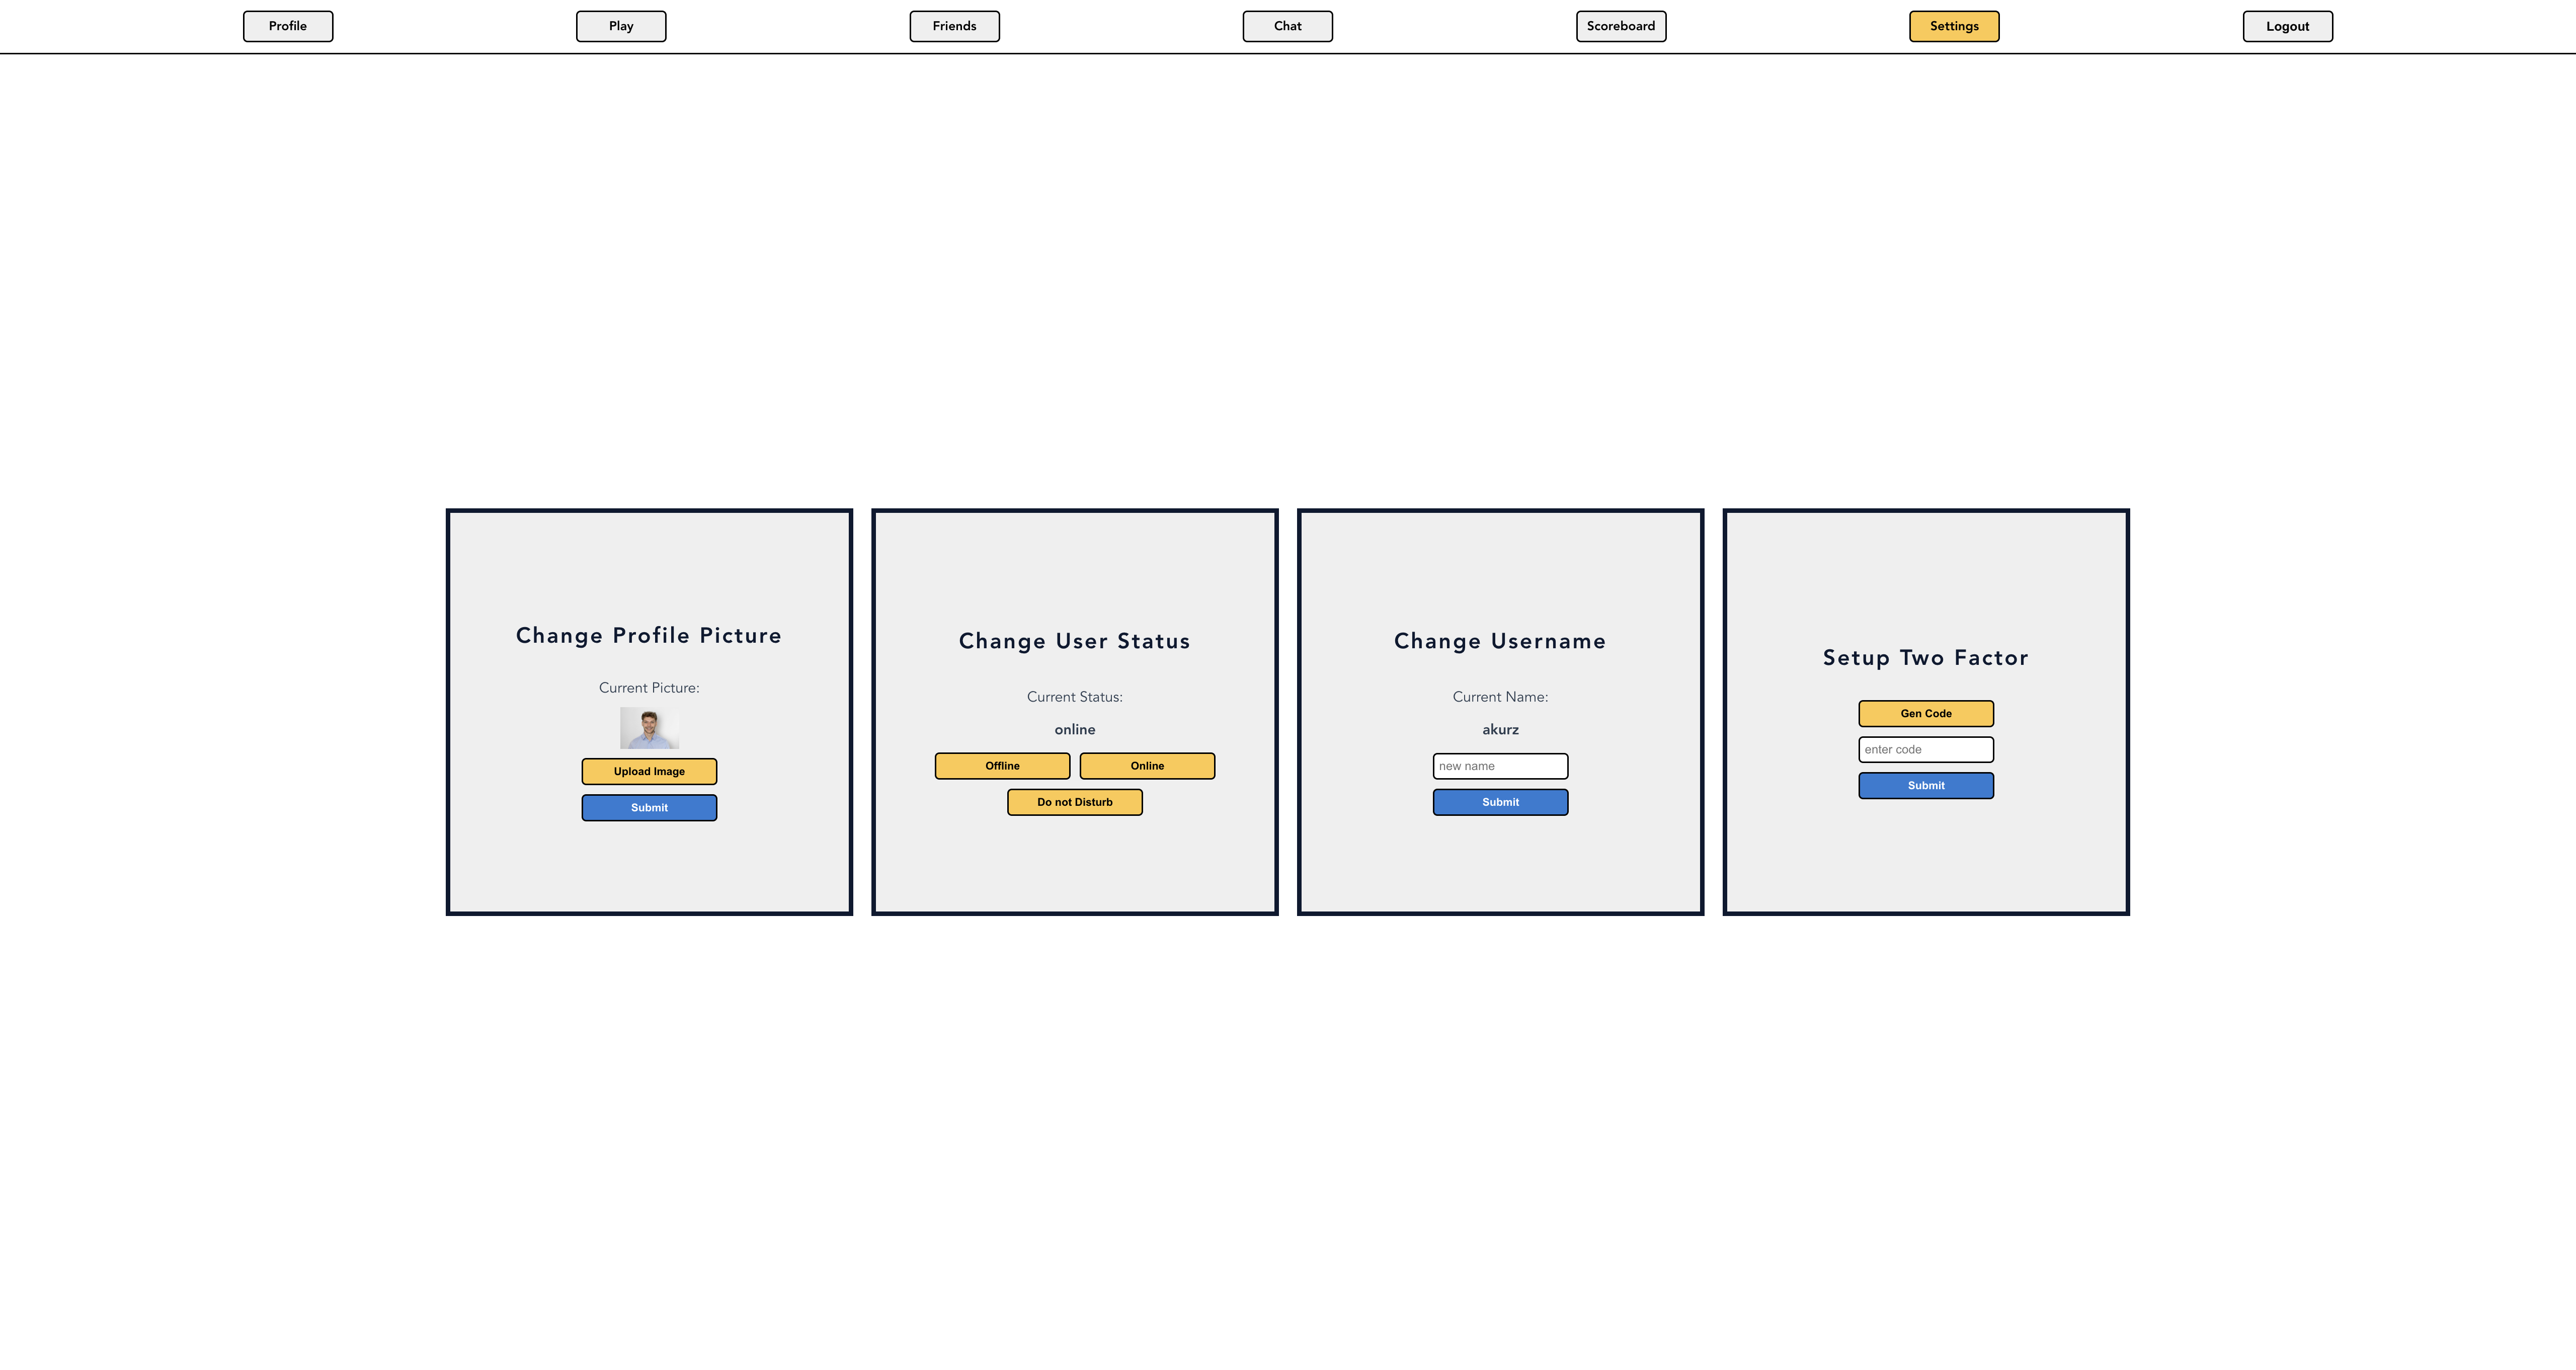 Profile
Play
Friends
Chat
Scoreboard
Settings
Logout
Change Profile Picture
Current Picture:
Upload Image
Submit
Change User Status
Current Status:
online
Offline
Online
Do not Disturb
Change Username
Current Name:
akurz
new name
Submit
Setup Two Factor
Gen Code
enter code
Submit